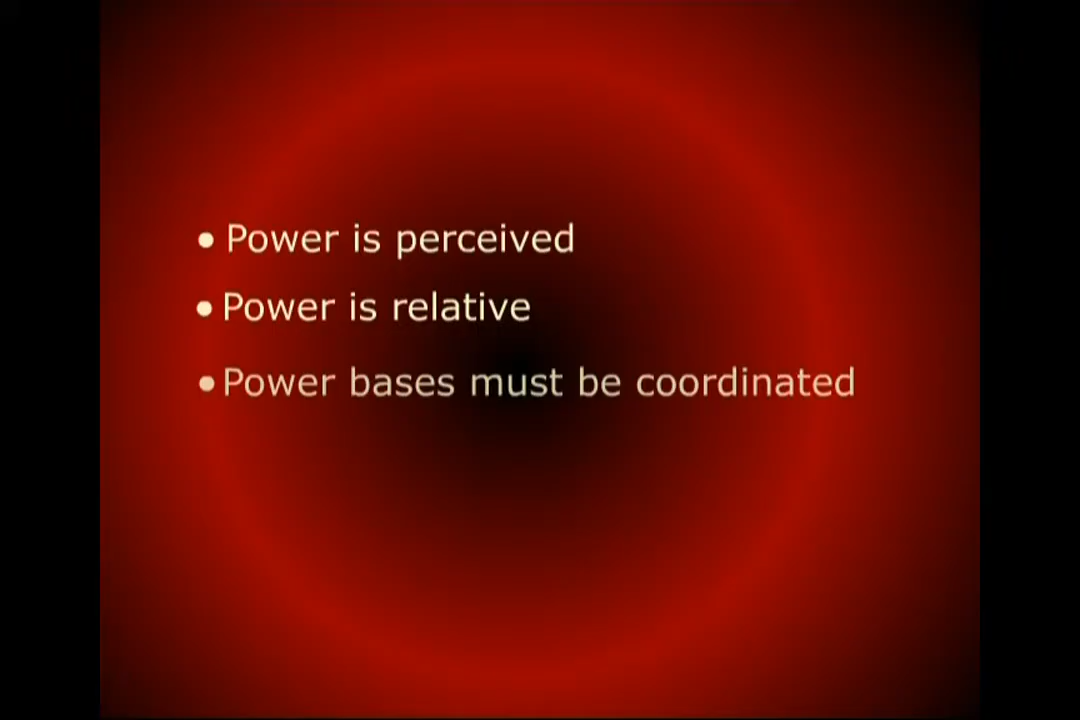 • Power is perceived
• Power is relative
• Power bases must be coordinated